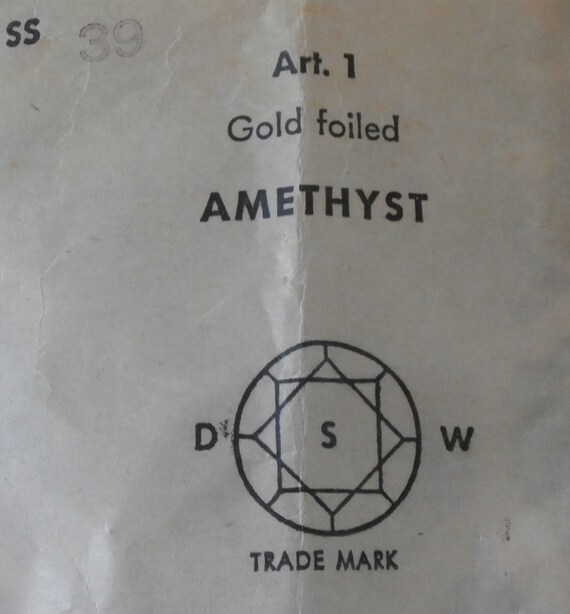 SS 39
Art. 1
Gold foiled
AMETHYST
D S W
TRADE MARK